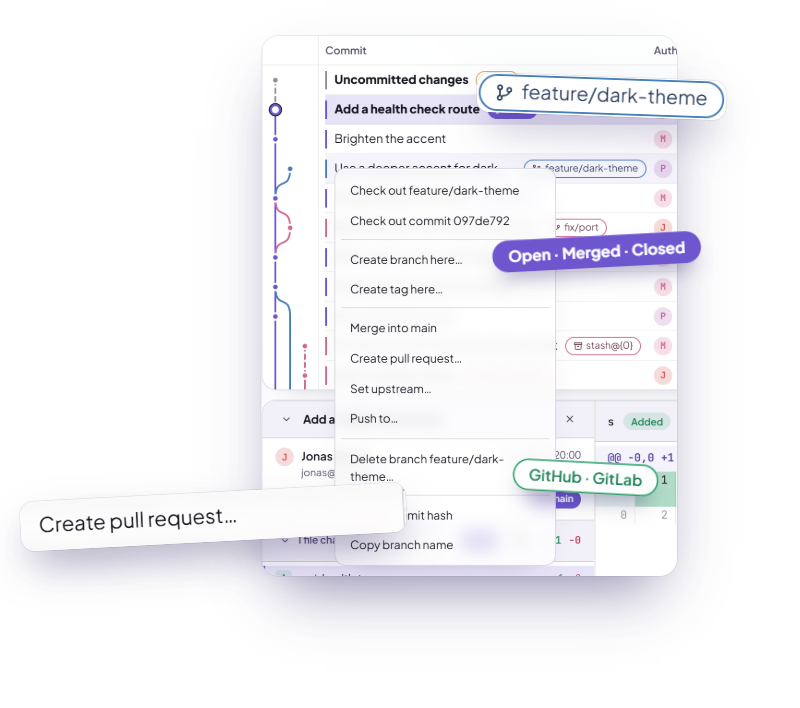 Commit
Auth
Uncommitted changes
feature/dark-theme
Add a health check route
Brighten the accent
M
Use a deeper accent for dark
feature/dark-theme
P
Check out feature/dark-theme
M
Check out commit 097de792
fix/port
J
Open · Merged · Closed
Create branch here...
Create tag here...
M
P
Merge into main
stash@{0}
M
Create pull request...
J
Set upstream...
Push to...
Add a
s
Added
J
Jonas
20:00
@@ -0,0 +1
jonas@
Delete branch feature/dark-
theme...
GitHub · GitLab
1
main
0 2
Create pull request...
mit hash
1 file cha
1 -0
Copy branch name